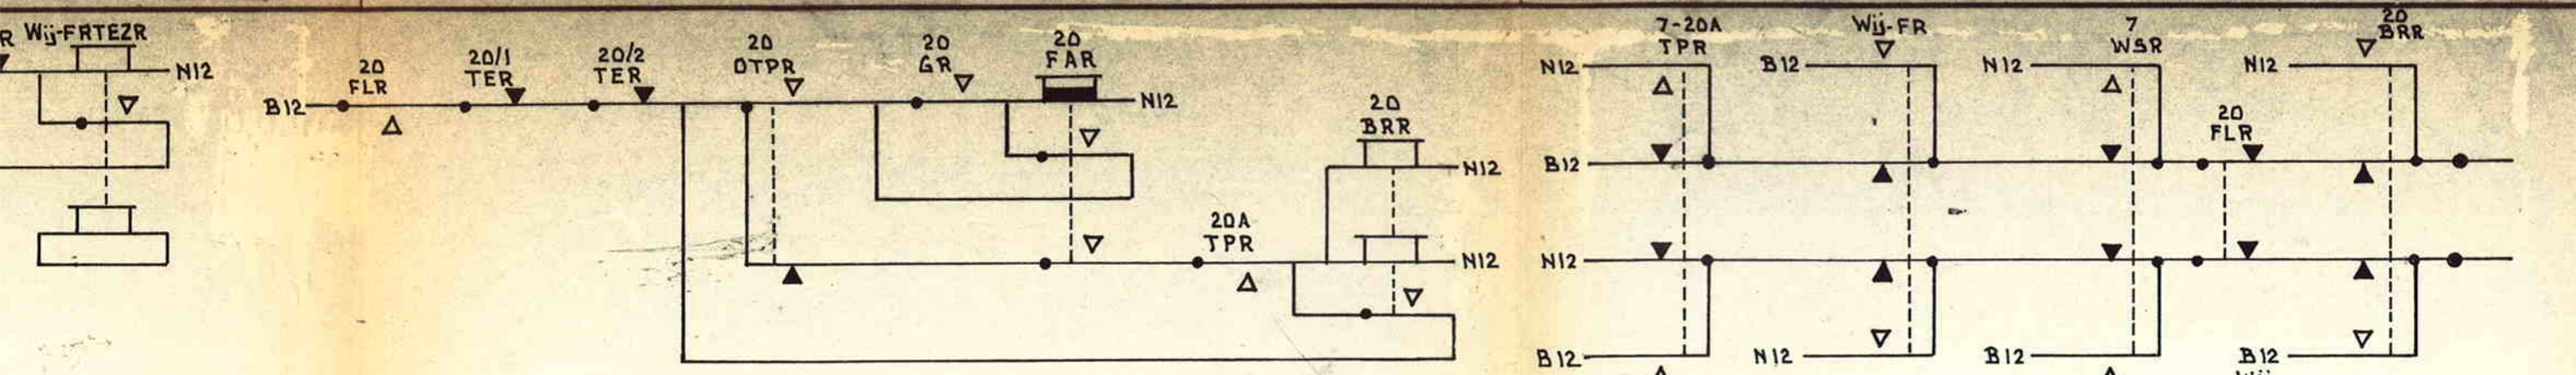 R Wij-FRTEZR
N12
B12
20
FLR
20/1
TER
20/2
TER
20
OTPR
20
GR
20
FAR
N12
20A
TPR
20
BRR
N12
N12
7-20A
TPR
N12
B12
N12
B12
Wij-FR
B12
N12
7
WSR
N12
B12
20
FLR
20
BRR
N12
B12